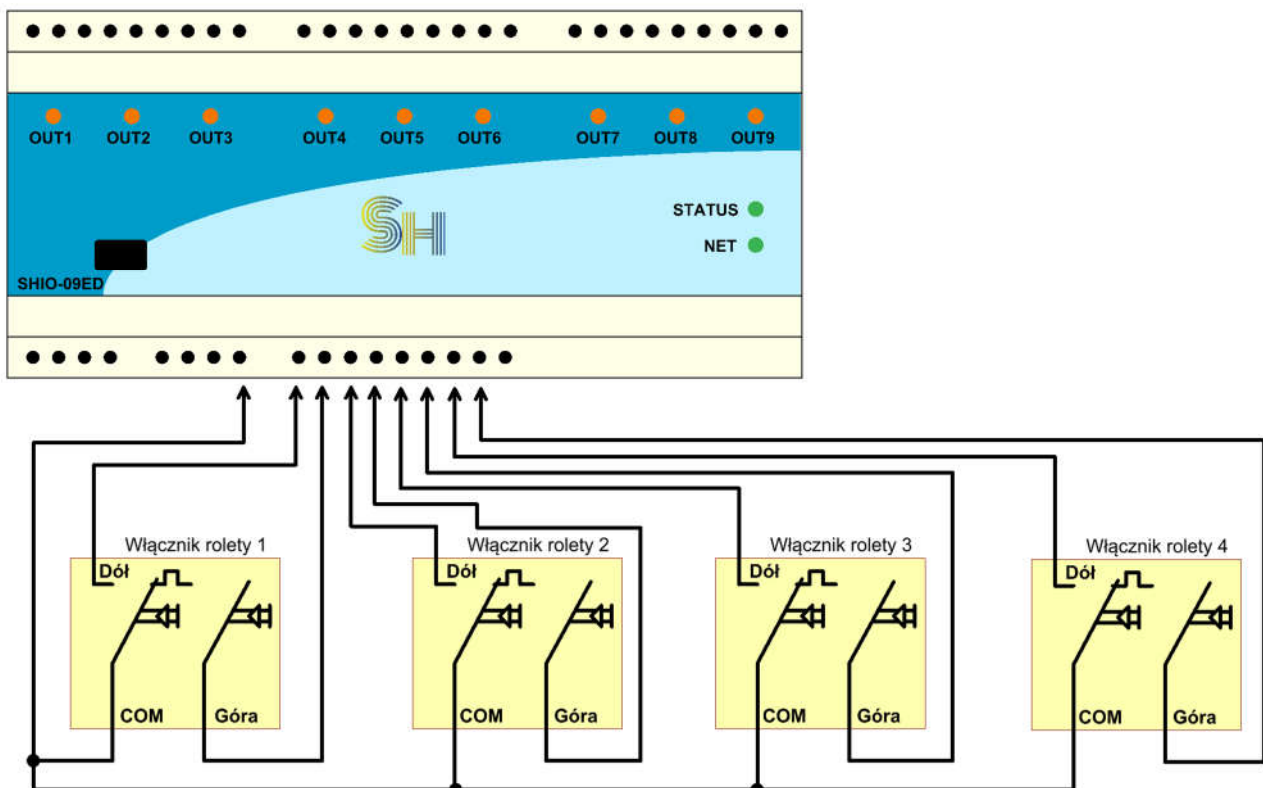 OUT1 OUT2 OUT3 OUT4 OUT5 OUT6 OUT7 OUT8 OUT9
SH
STATUS
NET
SHIO-09ED
Włącznik rolety 1
Dół
COM
Góra
Włącznik rolety 2
Dół
COM
Góra
Włącznik rolety 3
Dół
COM
Góra
Włącznik rolety 4
Dół
COM
Góra